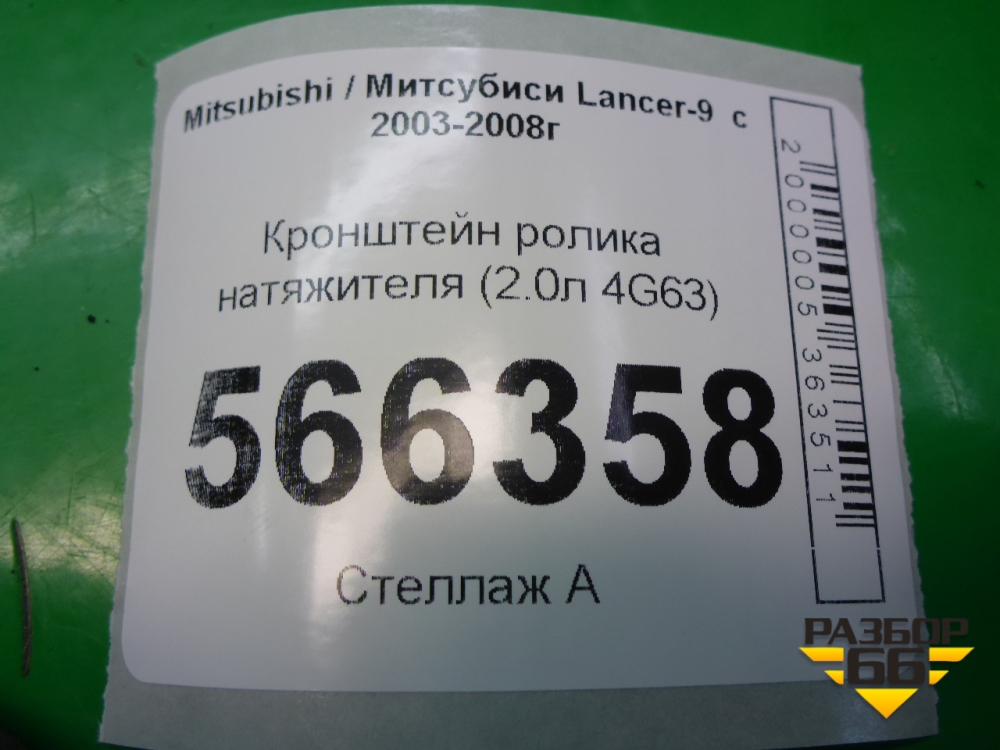 Mitsubishi / Митсубиси Lancer-9 с
2003-2008г
Кронштейн ролика
натяжителя (2.0л 4G63)
566358
Стеллаж А
2000005363511
РАЗБОР
66